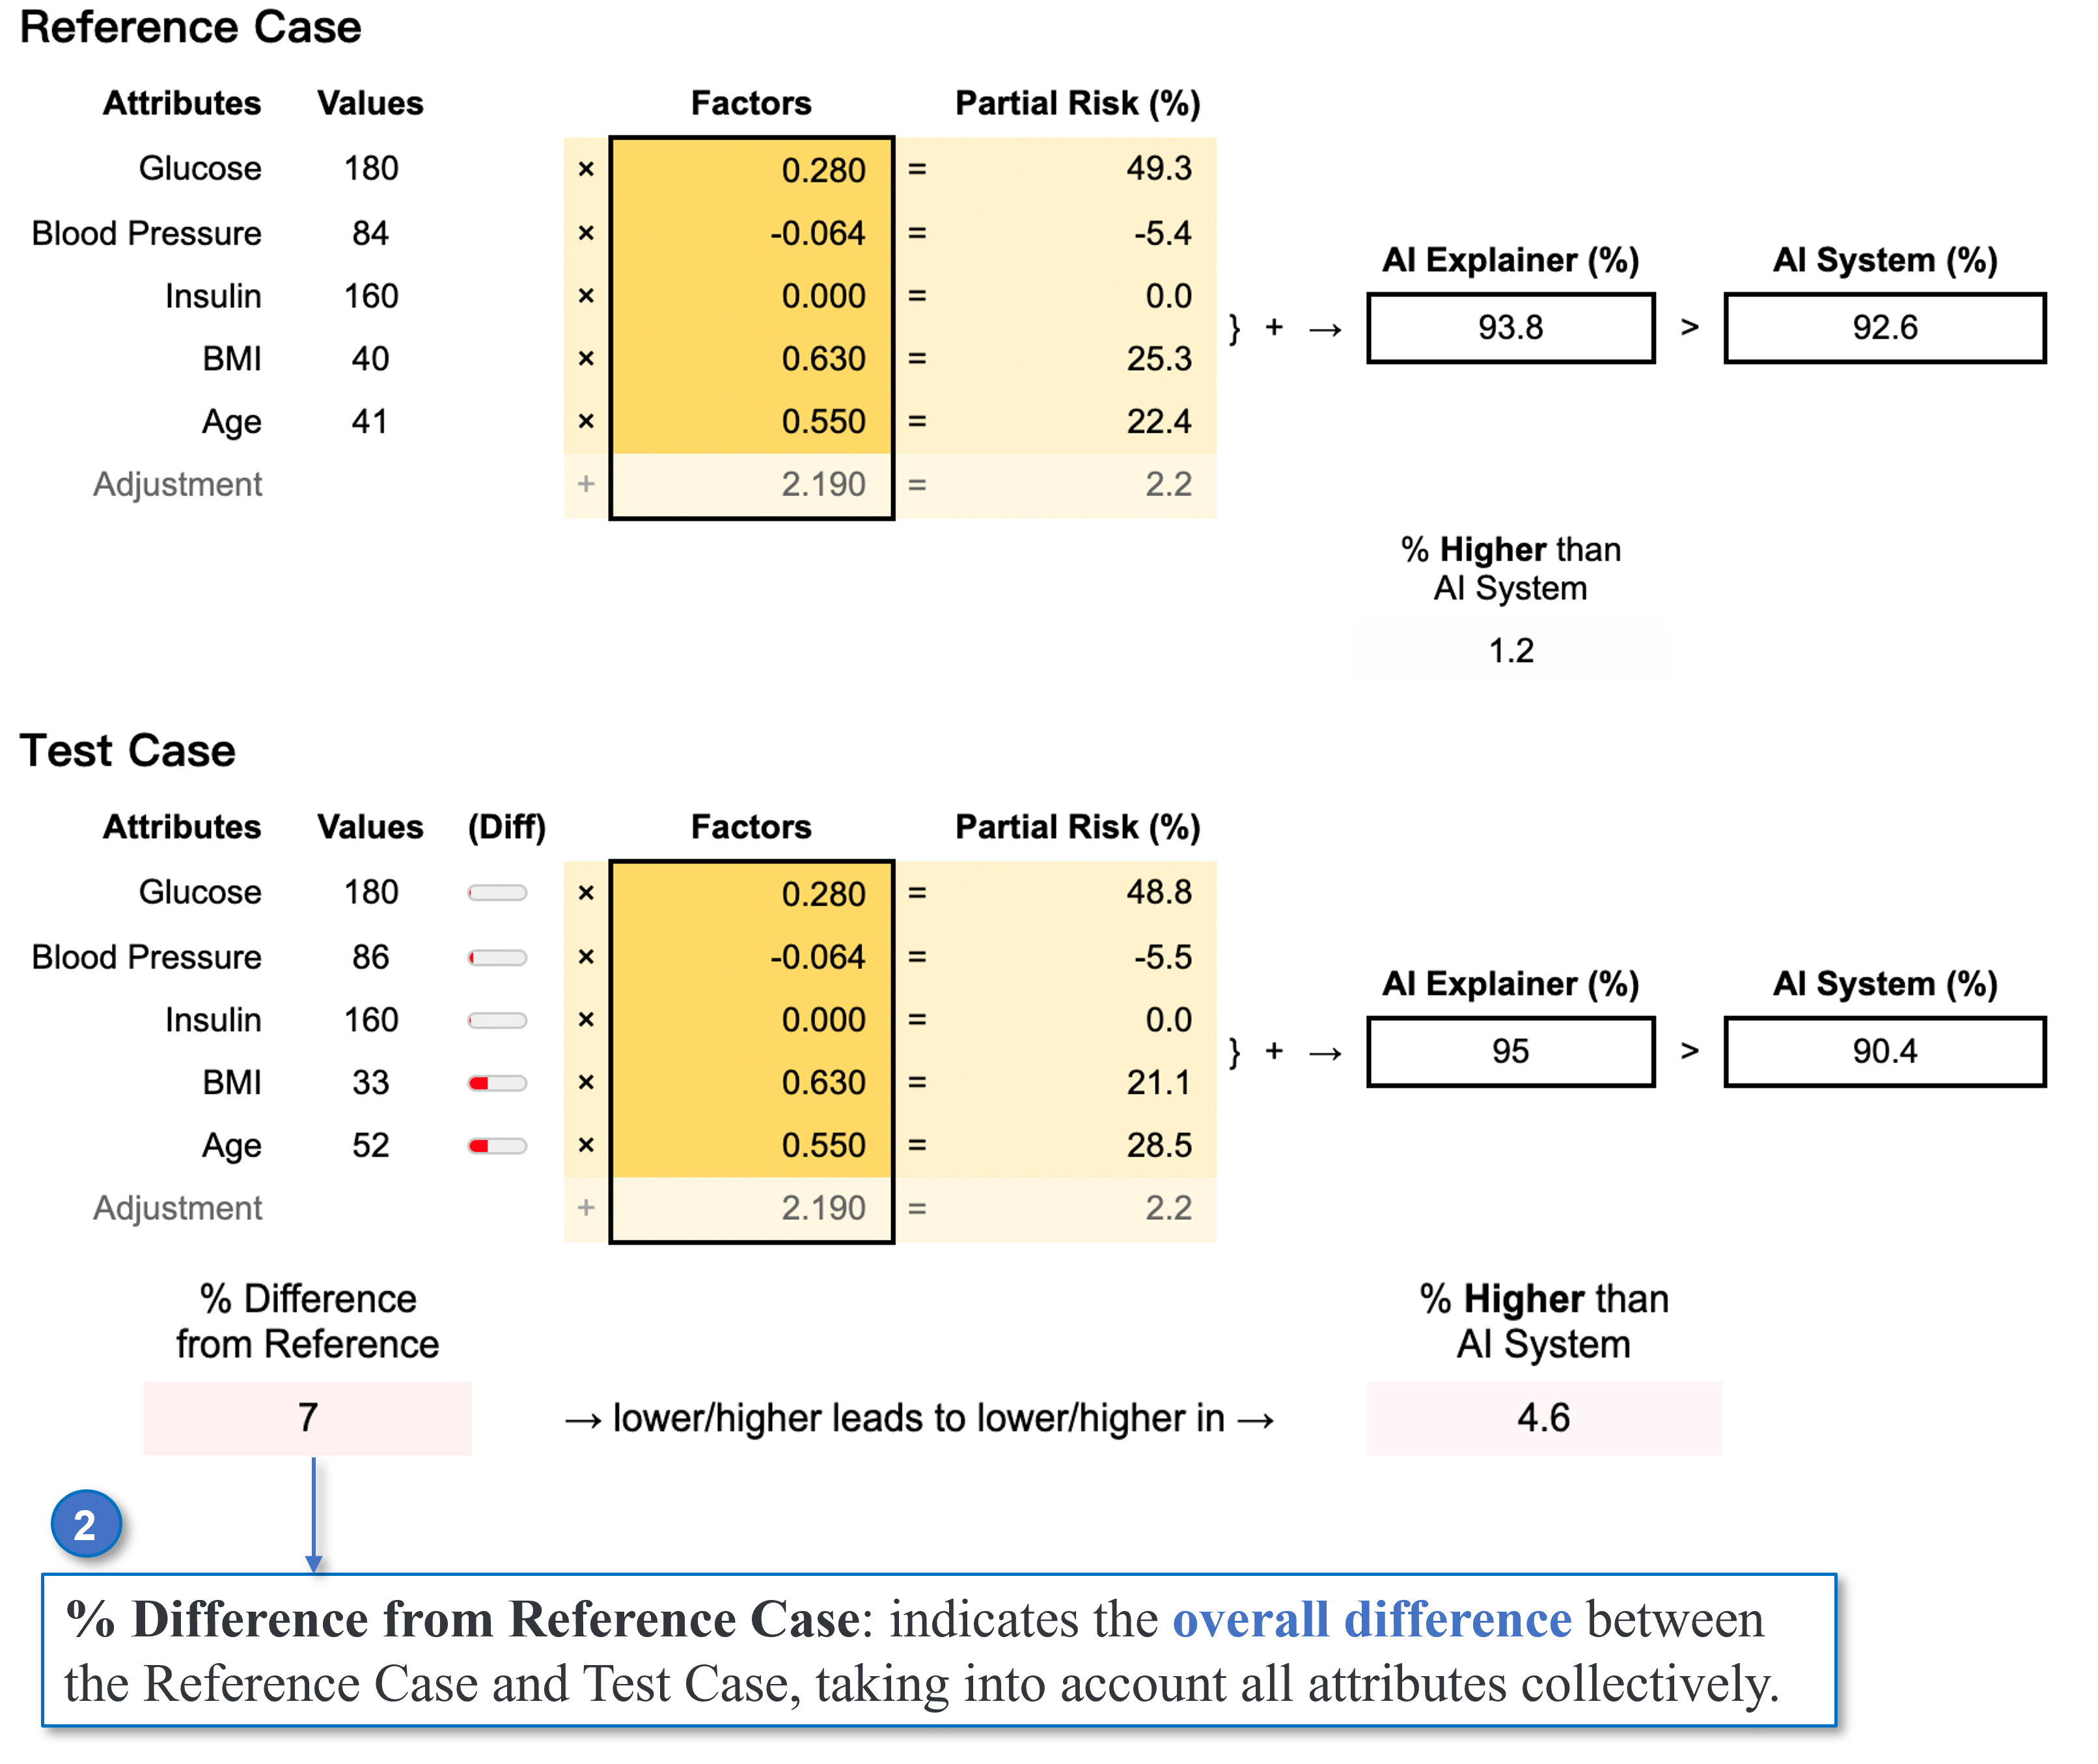 Reference Case
Attributes Values Factors Partial Risk (%)
Glucose 180 × 0.280 = 49.3
Blood Pressure 84 × -0.064 = -5.4
Insulin 160 × 0.000 = 0.0
BMI 40 × 0.630 = 25.3
Age 41 × 0.550 = 22.4
Adjustment + 2.190 = 2.2
} + →
AI Explainer (%) AI System (%)
93.8 > 92.6
% Higher than
AI System
1.2
Test Case
Attributes Values (Diff) Factors Partial Risk (%)
Glucose 180 × 0.280 = 48.8
Blood Pressure 86 × -0.064 = -5.5
Insulin 160 × 0.000 = 0.0
BMI 33 × 0.630 = 21.1
Age 52 × 0.550 = 28.5
Adjustment + 2.190 = 2.2
} + →
AI Explainer (%) AI System (%)
95 > 90.4
% Difference
from Reference
7
→ lower/higher leads to lower/higher in →
% Higher than
AI System
4.6
2
% Difference from Reference Case: indicates the overall difference between
the Reference Case and Test Case, taking into account all attributes collectively.